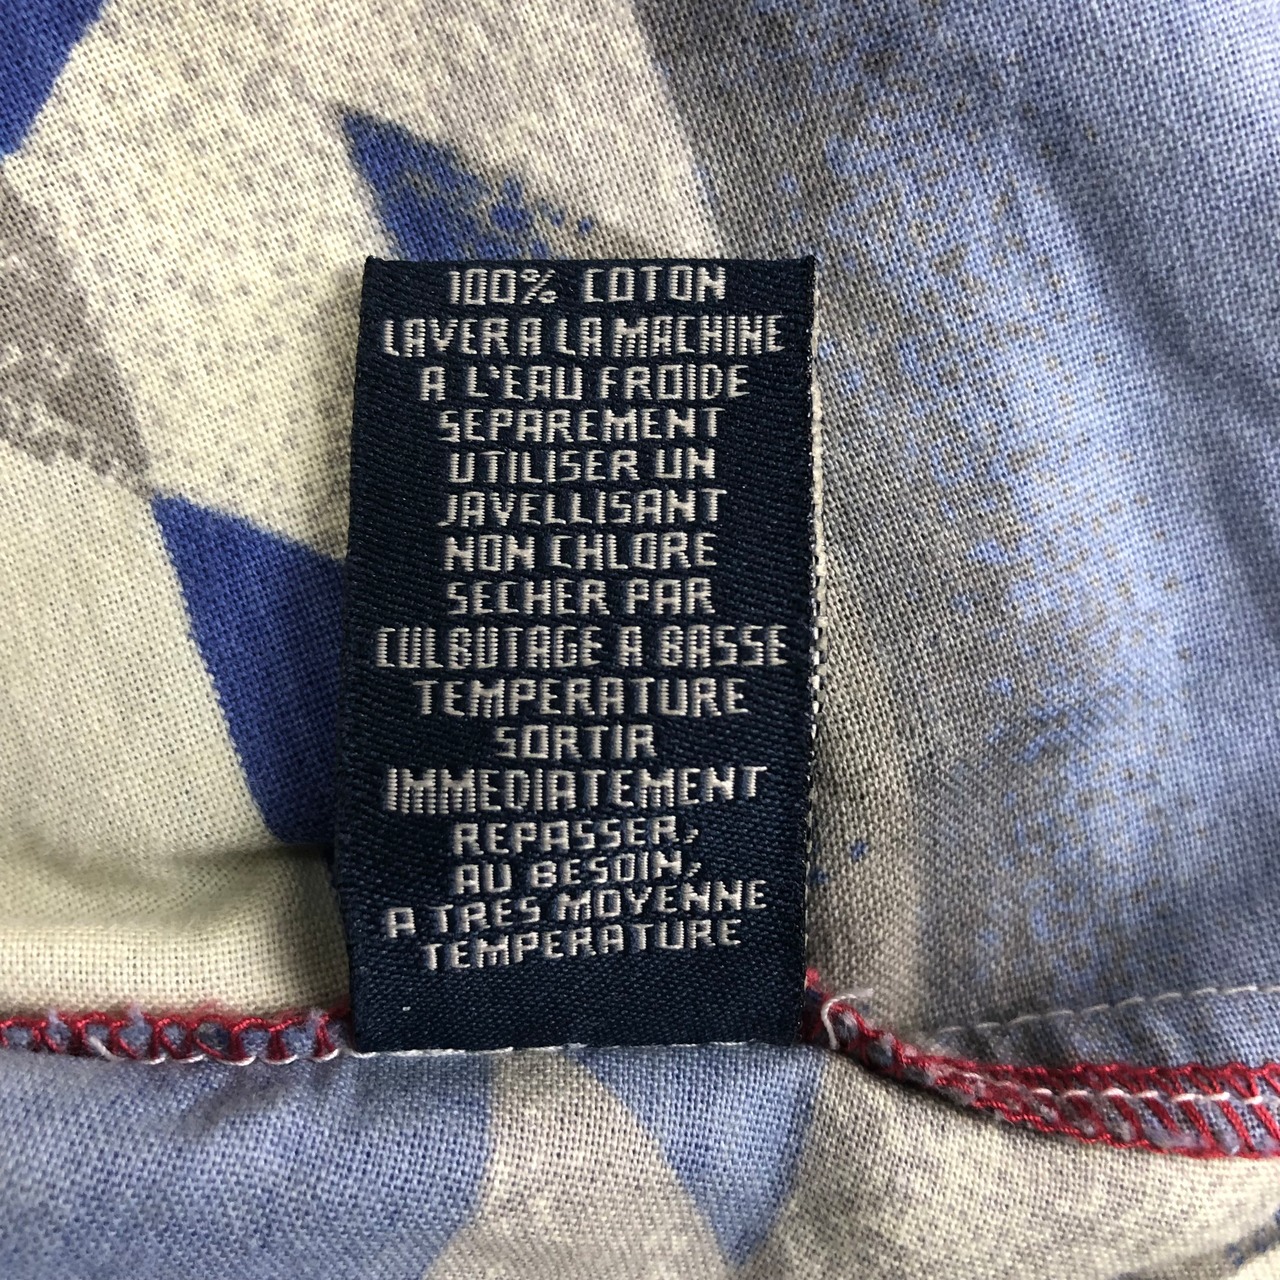 100% COTON
LAVER A LA MACHINE
A L'EAU FROIDE
SEPAREMENT
UTILISER UN
JAVELLISANT
NON CHLORE
SECHER PAR
CULBUTAGE A BASSE
TEMPERATURE
SORTIR
IMMEDIATEMENT
REPASSER,
AU BESOIN,
A TRES MOYENNE
TEMPERATURE